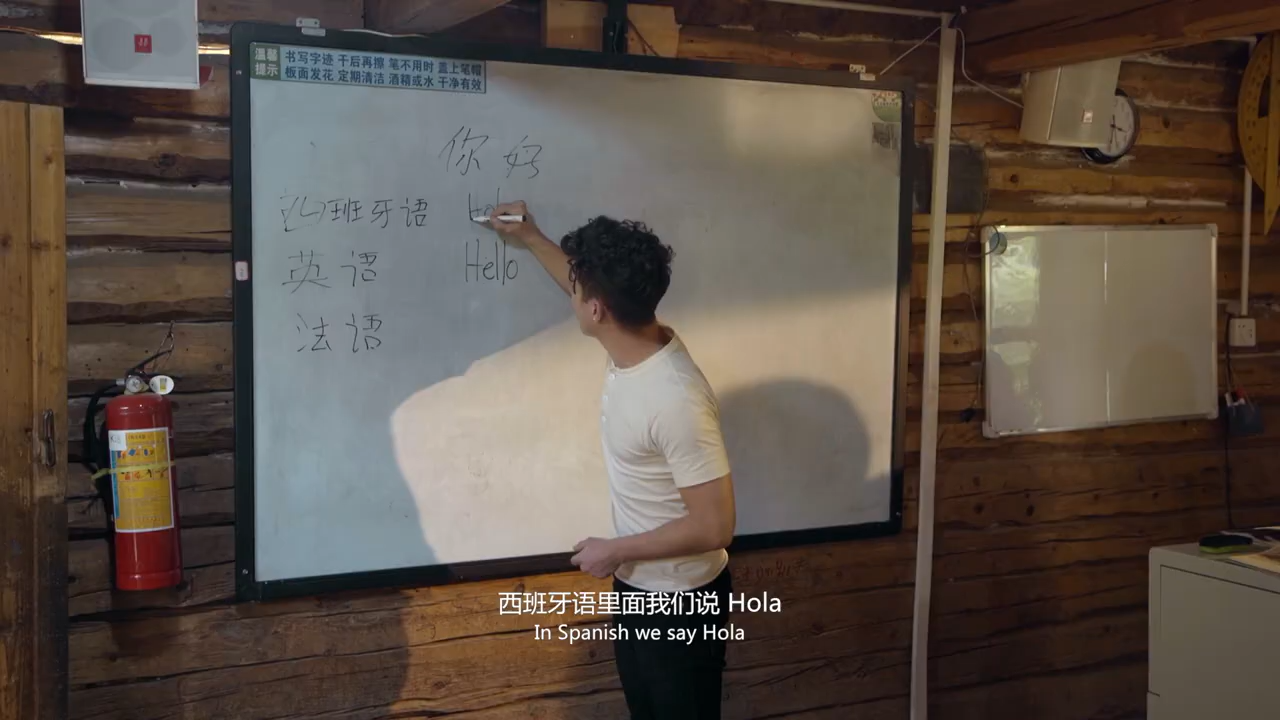 温馨提示
书写字迹 干后再擦 笔不用时 盖上笔帽
板面发花 定期清洁 酒精或水 干净有效
你好
西班牙语 Hol
英语 Hello
法语
西班牙语里面我们说 Hola
In Spanish we say Hola